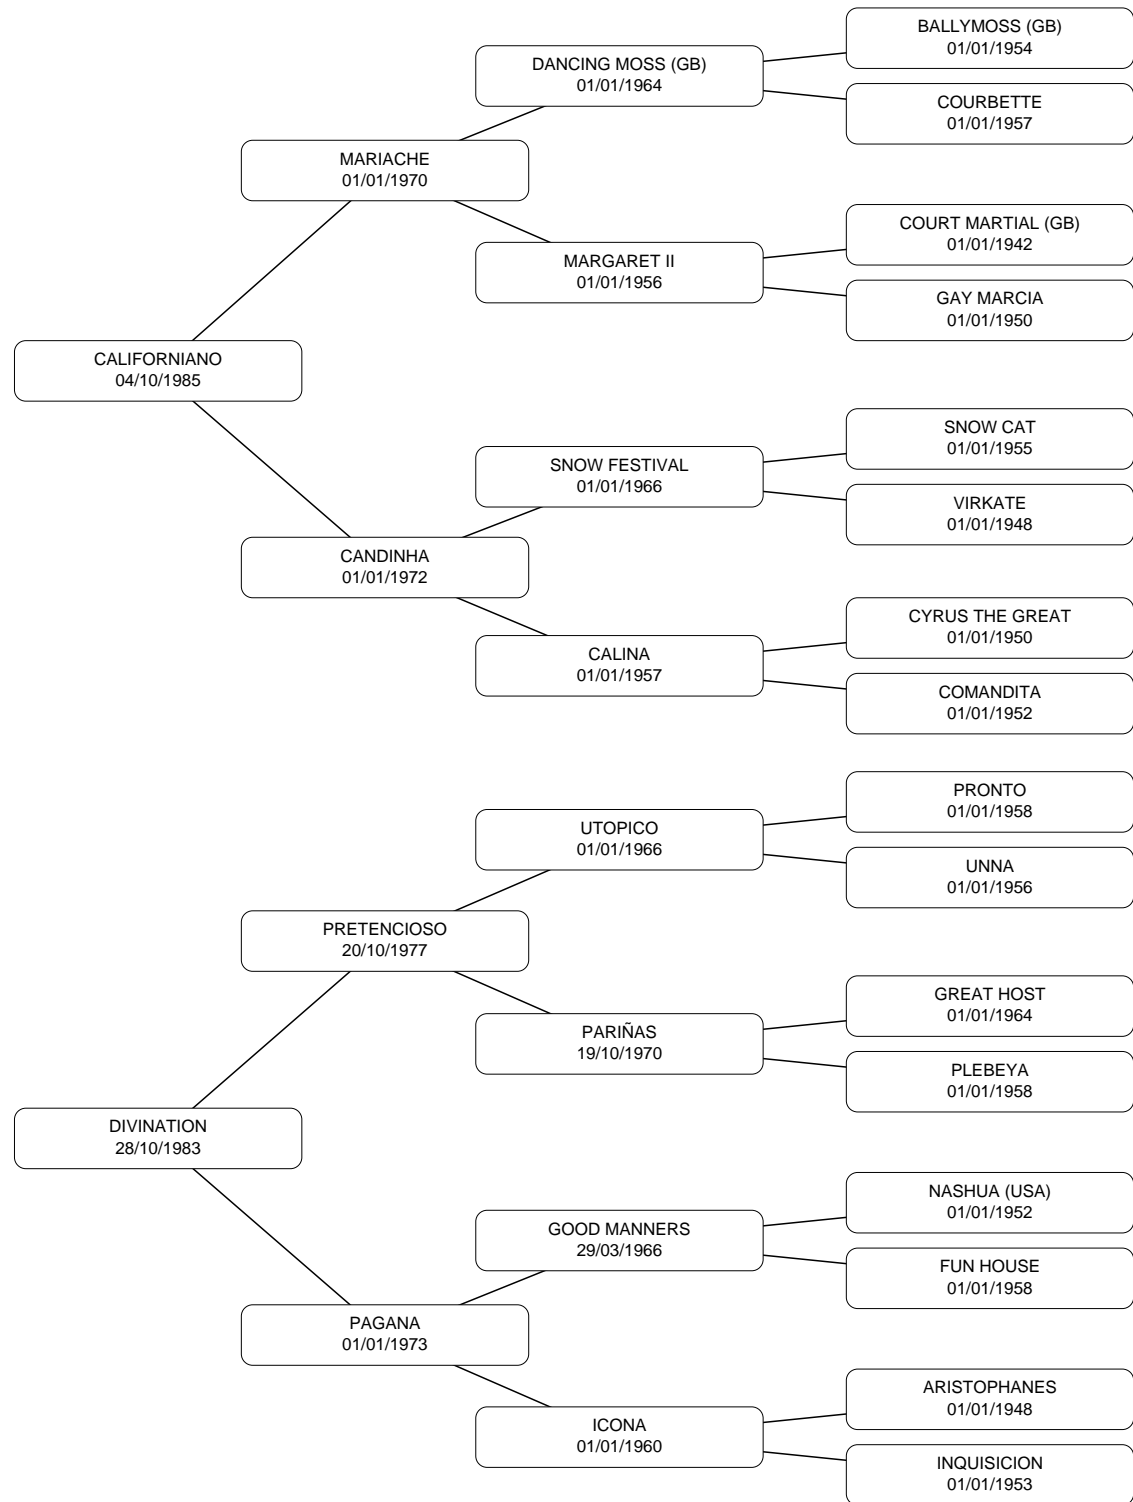 BALLYMOSS (GB)
01/01/1954
DANCING MOSS (GB)
01/01/1964
COURBETTE
01/01/1957
MARIACHE
01/01/1970
COURT MARTIAL (GB)
01/01/1942
MARGARET II
01/01/1956
GAY MARCIA
01/01/1950
CALIFORNIANO
04/10/1985
SNOW CAT
01/01/1955
SNOW FESTIVAL
01/01/1966
VIRKATE
01/01/1948
CANDINHA
01/01/1972
CYRUS THE GREAT
01/01/1950
CALINA
01/01/1957
COMANDITA
01/01/1952
PRONTO
01/01/1958
UTOPICO
01/01/1966
UNNA
01/01/1956
PRETENCIOSO
20/10/1977
GREAT HOST
01/01/1964
PARIÑAS
19/10/1970
PLEBEYA
01/01/1958
DIVINATION
28/10/1983
NASHUA (USA)
01/01/1952
GOOD MANNERS
29/03/1966
FUN HOUSE
01/01/1958
PAGANA
01/01/1973
ARISTOPHANES
01/01/1948
ICONA
01/01/1960
INQUISICION
01/01/1953